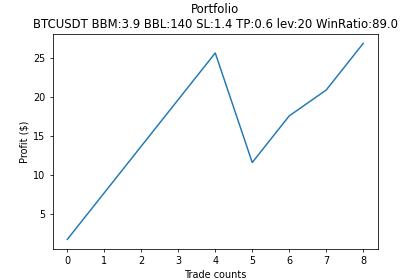 Portfolio
BTCUSDT BBM:3.9 BBL:140 SL:1.4 TP:0.6 lev:20 WinRatio:89.0
25
20
15
10
5
Profit ($)
0 1 2 3 4 5 6 7 8
Trade counts